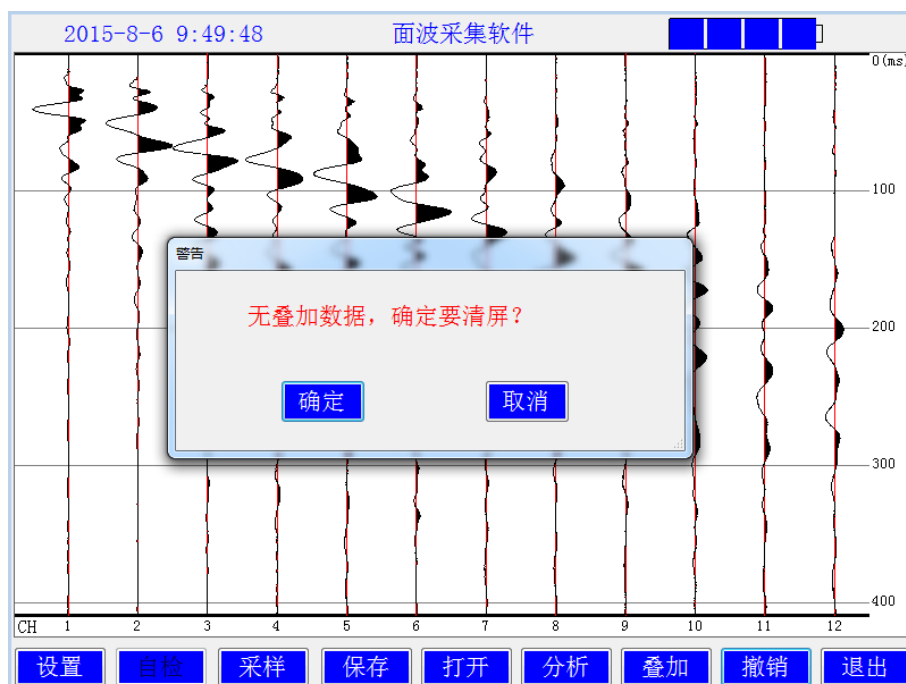 2015-8-6 9:49:48 面波采集软件
0(ms)
100
警告
无叠加数据，确定要清屏?
200
确定 取消
300
400
CH 1 2 3 4 5 6 7 8 9 10 11 12
设置 自检 采样 保存 打开 分析 叠加 撤销 退出